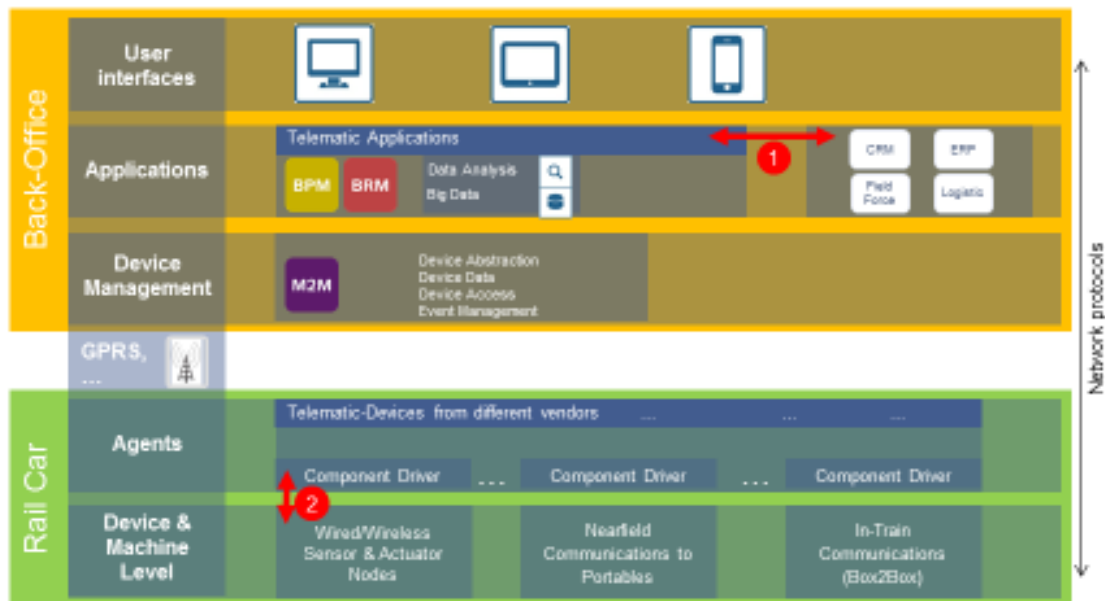 Back-Office
User
interfaces
Applications
Telematic Applications
BPM
BRM
Data Analysis
Big Data
1
CRM
ERP
Field
Force
Logistic
Device
Management
M2M
Device Abstraction
Device Data
Device Access
Event Management
Network protocols
GPRS,
...
Rail Car
Agents
Telematic-Devices from different vendors ... ... ...
Component Driver ... Component Driver ... Component Driver
2
Device &
Machine
Level
Wired/Wireless
Sensor & Actuator
Nodes
Nearfield
Communications to
Portables
In-Train
Communications
(Box2Box)